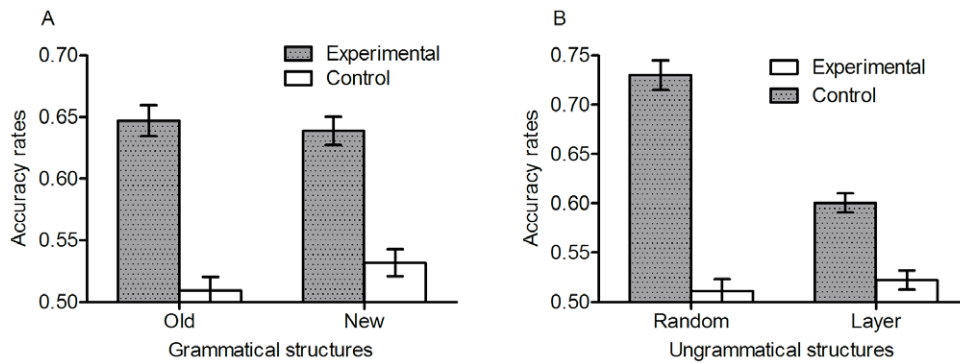 A
Accuracy rates
0.70
0.65
0.60
0.55
0.50
Experimental
Control
Old
New
Grammatical structures
B
Accuracy rates
0.75
0.70
0.65
0.60
0.55
0.50
Experimental
Control
Random
Layer
Ungrammatical structures